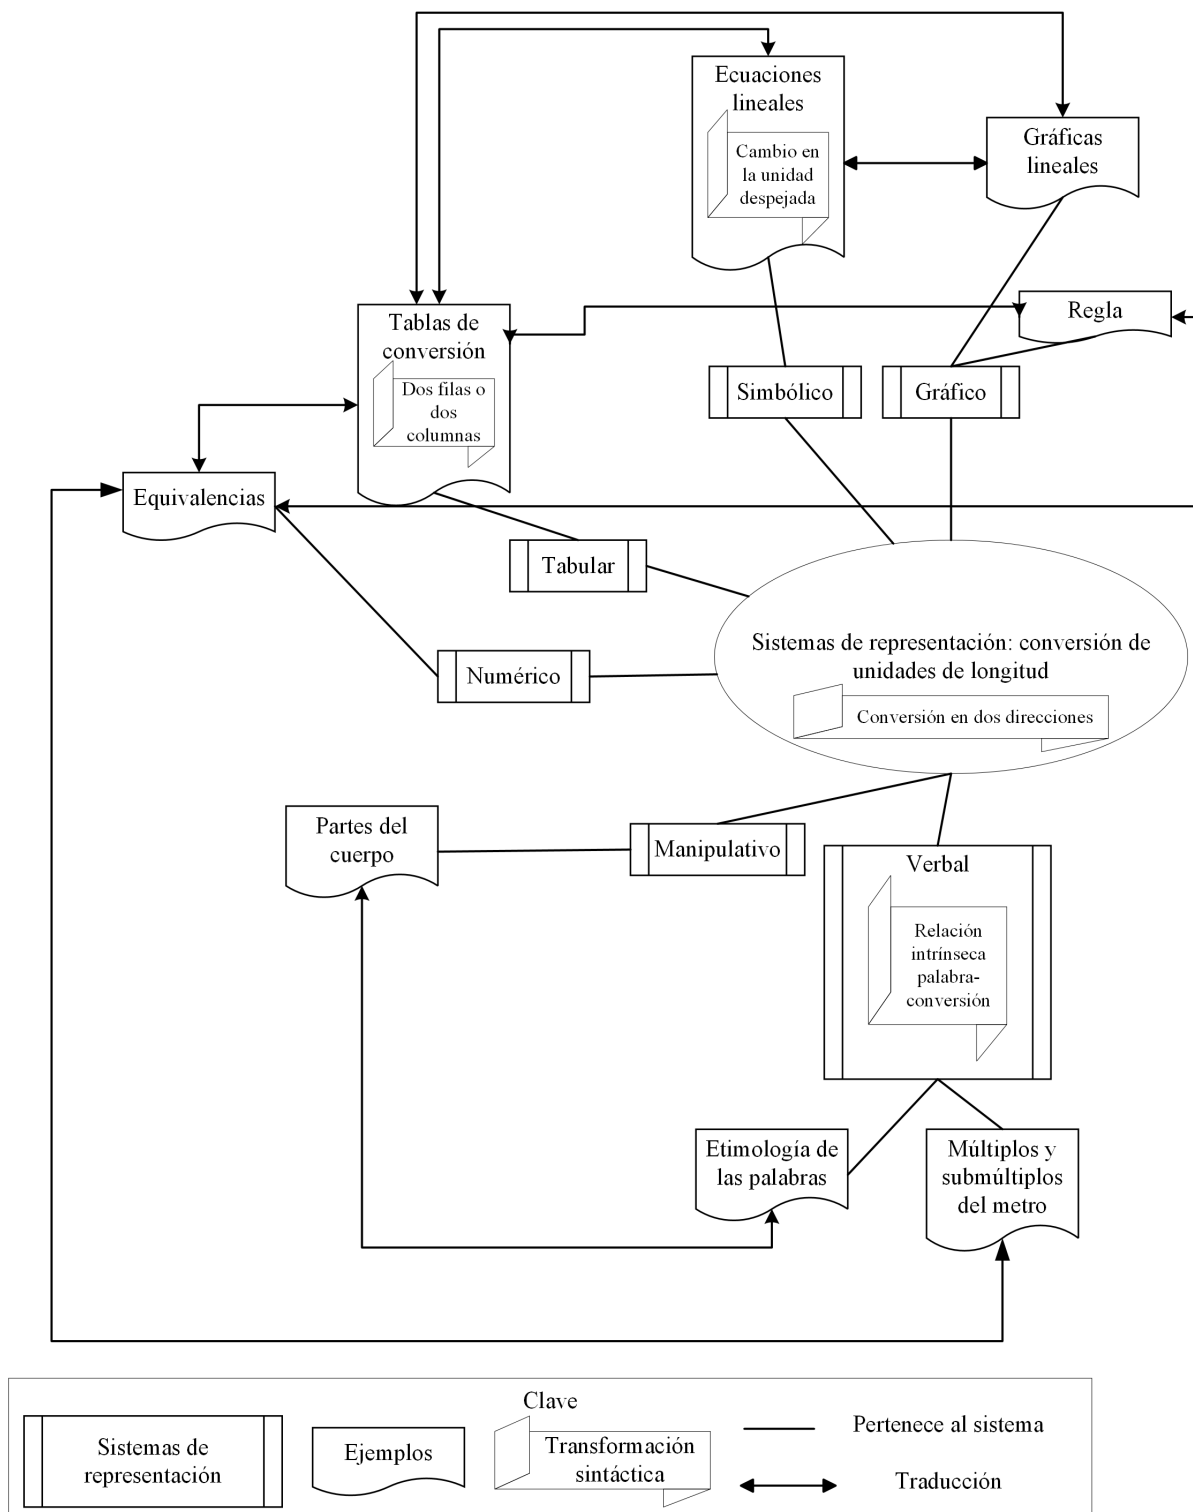 Ecuaciones
lineales
Cambio en
la unidad
despejada
Gráficas
lineales
Regla
Tablas de
conversión
Dos filas o
dos
columnas
Simbólico
Gráfico
Equivalencias
Tabular
Numérico
Sistemas de representación: conversión de
unidades de longitud
Conversión en dos direcciones
Partes del
cuerpo
Manipulativo
Verbal
Relación
intrínseca
palabra-
conversión
Etimología de
las palabras
Múltiplos y
submúltiplos
del metro
Clave
Sistemas de
representación
Ejemplos
Transformación
sintáctica
Pertenece al sistema
Traducción